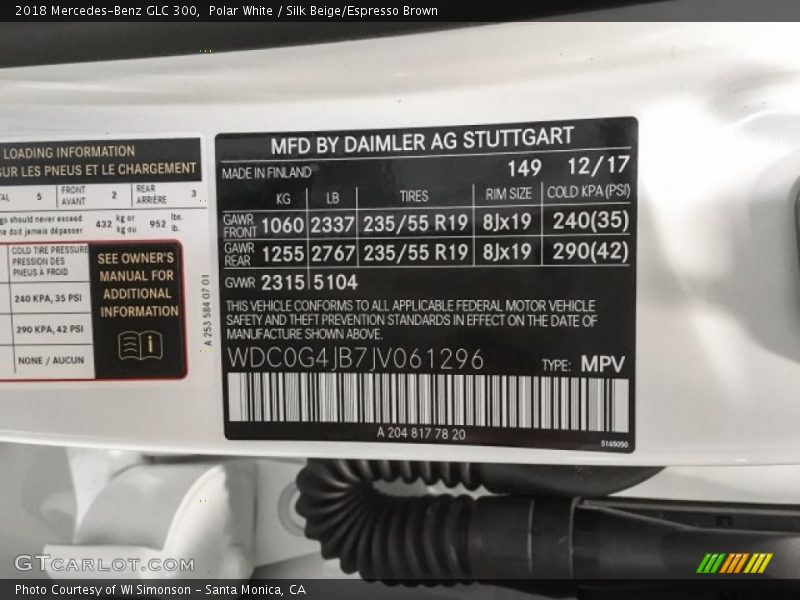 2018 Mercedes-Benz GLC 300, Polar White / Silk Beige/Espresso Brown
LOADING INFORMATION
SUR LES PNEUS ET LE CHARGEMENT
5
FRONT
AVANT
2
REAR
ARRIÈRE
3
should never exceed
doit jamais dépasser
432
kg or
kg ou
952
lbs.
lb.
COLD TIRE PRESSURE
PRESSION DES
PNEUS À FROID
240 KPA, 35 PSI
290 KPA, 42 PSI
NONE / AUCUN
SEE OWNER'S
MANUAL FOR
ADDITIONAL
INFORMATION
A 253 584 07 01
MFD BY DAIMLER AG STUTTGART
MADE IN FINLAND 149 12/17
KG LB TIRES RIM SIZE COLD KPA(PSI)
GAWR FRONT 1060 2337 235/55 R19 8Jx19 240(35)
GAWR REAR 1255 2767 235/55 R19 8Jx19 290(42)
GVWR 2315 5104
THIS VEHICLE CONFORMS TO ALL APPLICABLE FEDERAL MOTOR VEHICLE
SAFETY AND THEFT PREVENTION STANDARDS IN EFFECT ON THE DATE OF
MANUFACTURE SHOWN ABOVE.
WDC0G4JB7JV061296 TYPE: MPV
A 204 817 78 20
5165050
GTCARLOT.COM
Photo Courtesy of WI Simonson - Santa Monica, CA